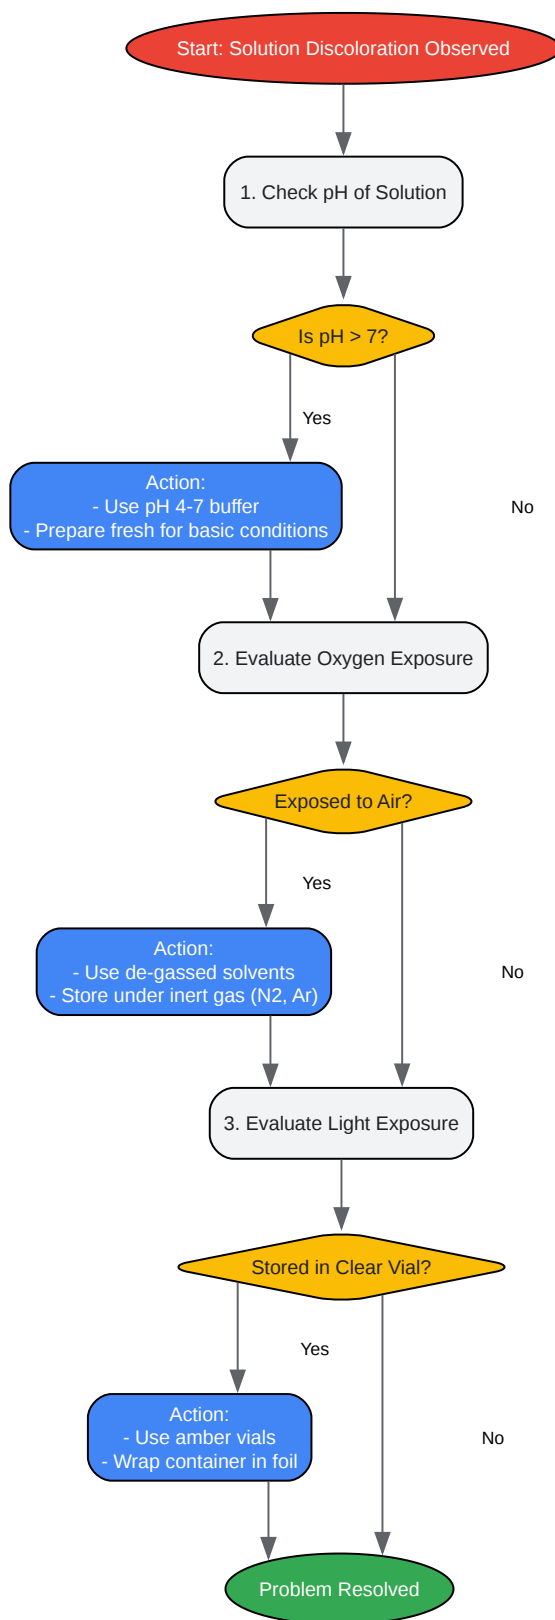 Start: Solution Discoloration Observed
1. Check pH of Solution
Is pH > 7?
Yes
Action:
- Use pH 4-7 buffer
- Prepare fresh for basic conditions
No
2. Evaluate Oxygen Exposure
Exposed to Air?
Yes
Action:
- Use de-gassed solvents
- Store under inert gas (N2, Ar)
No
3. Evaluate Light Exposure
Stored in Clear Vial?
Yes
Action:
- Use amber vials
- Wrap container in foil
No
Problem Resolved